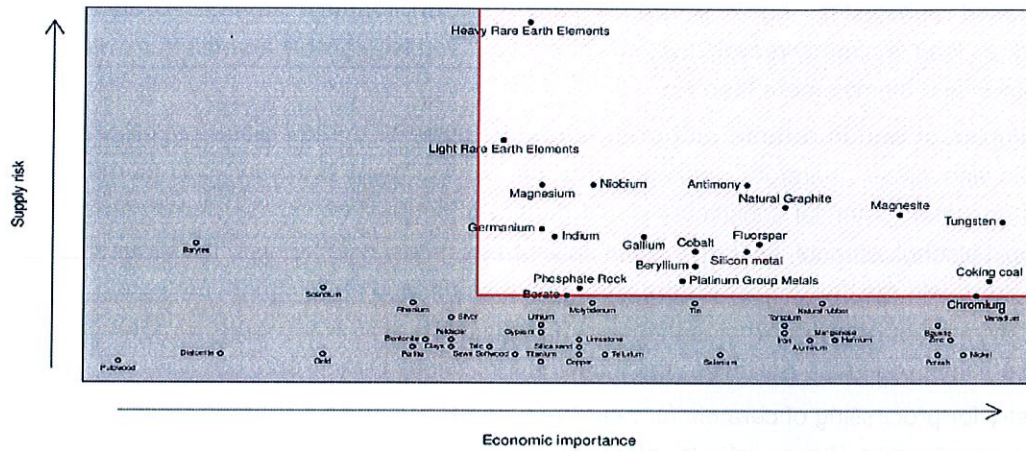 Heavy Rare Earth Elements
Light Rare Earth Elements
Magnesium
Niobium
Antimony
Natural Graphite
Magnesite
Tungsten
Germanium
Indium
Gallium
Cobalt
Fluorspar
Silicon metal
Beryllium
Platinum Group Metals
Phosphate Rock
Borate
Coking coal
Chromium
Barytes
Scandium
Rhenium
Molybdenum
Tin
Natural rubber
Vanadium
Silver
Lithium
Tantalum
Feldspar
Gypsum
Iron
Manganese
Bauxite
Bentonite
Clays
Limestone
Hafnium
Zinc
Perlite
Talc
Silica sand
Aluminum
Diatomite
Gold
Sawn Softwood
Titanium
Copper
Tellurium
Selenium
Potash
Nickel
Pulpwood
Supply risk
Economic importance